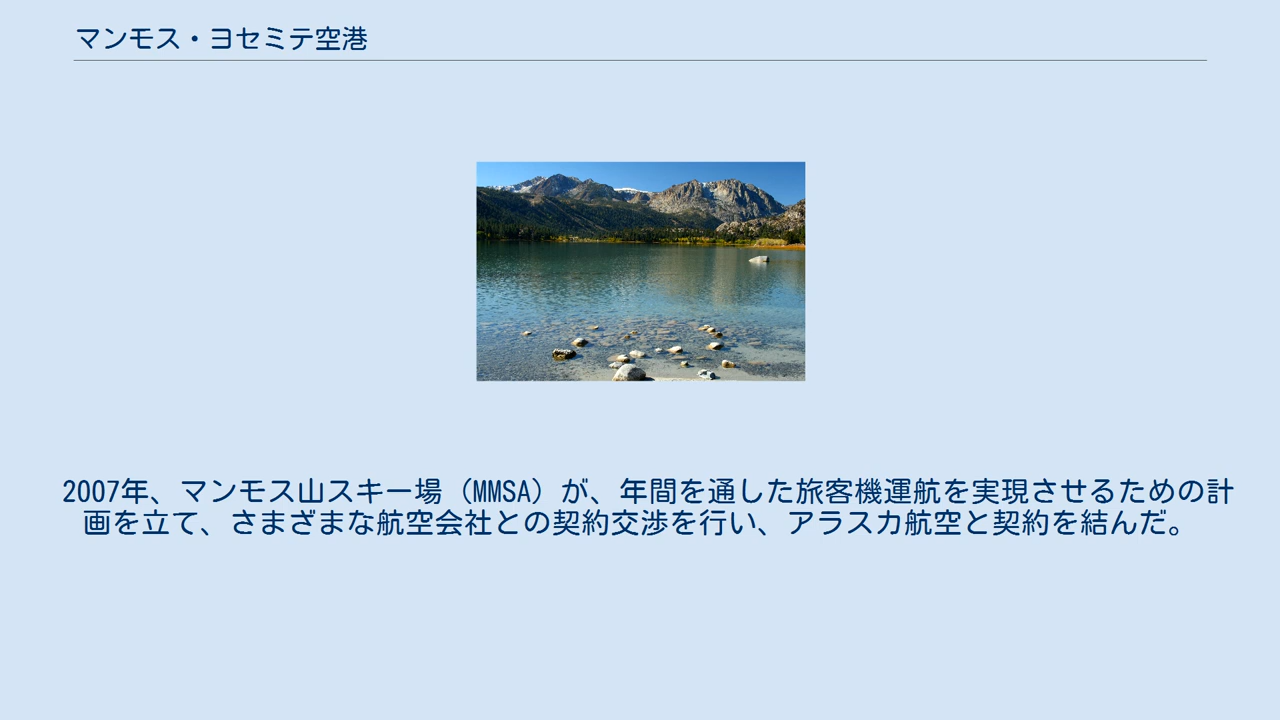 マンモス・ヨセミテ空港
2007年、マンモス山スキー場（MMSA）が、年間を通した旅客機運航を実現させるための計
画を立て、さまざまな航空会社との契約交渉を行い、アラスカ航空と契約を結んだ。